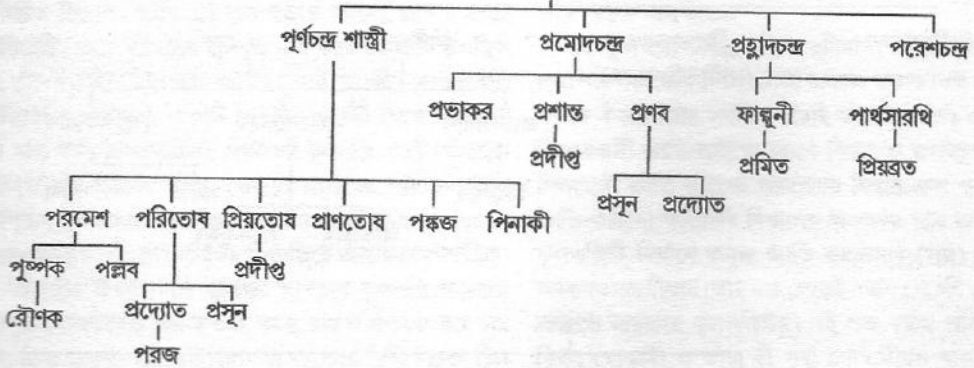 পূর্ণচন্দ্র শাস্ত্রী প্রমোদচন্দ্র প্রহ্লাদচন্দ্র পরেশচন্দ্র
প্রভাকর প্রশান্ত প্রণব ফাল্গুনী পার্থসারথি
প্রদীপ্ত প্রমিত প্রিয়ব্রত
প্রসূন প্রদ্যোত
পরমেশ পরিতোষ প্রিয়তোষ প্রাণতোষ পঙ্কজ পিনাকী
পুষ্পক পল্লব প্রদীপ্ত
রৌণক প্রদ্যোত প্রসূন
পরজ